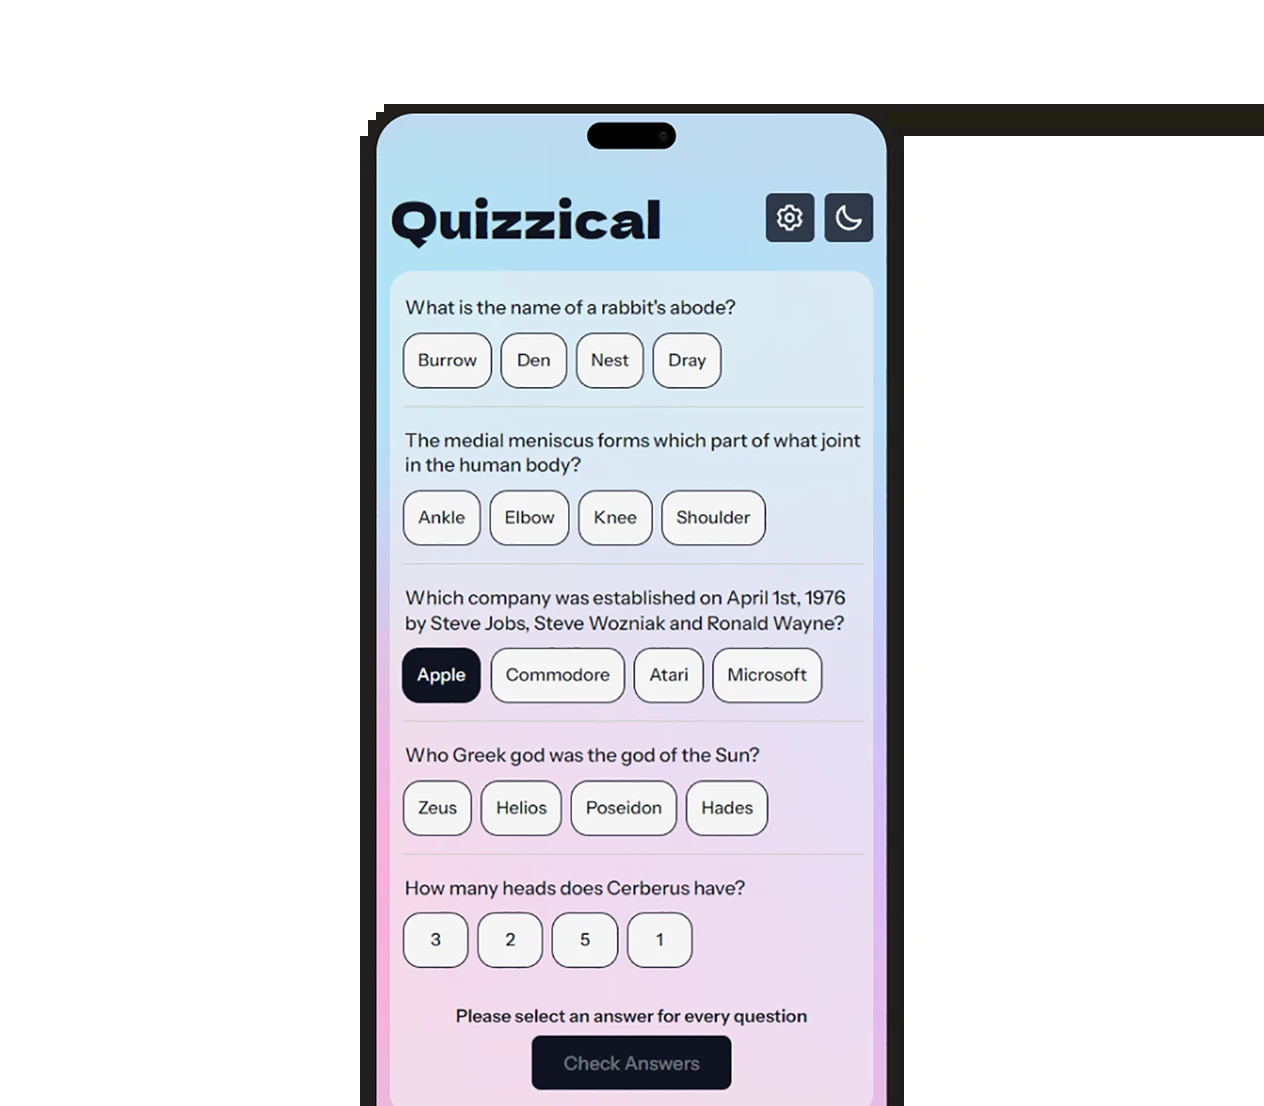 Quizzical
What is the name of a rabbit's abode?
Burrow Den Nest Dray
The medial meniscus forms which part of what joint
in the human body?
Ankle Elbow Knee Shoulder
Which company was established on April 1st, 1976
by Steve Jobs, Steve Wozniak and Ronald Wayne?
Apple Commodore Atari Microsoft
Who Greek god was the god of the Sun?
Zeus Helios Poseidon Hades
How many heads does Cerberus have?
3 2 5 1
Please select an answer for every question
Check Answers